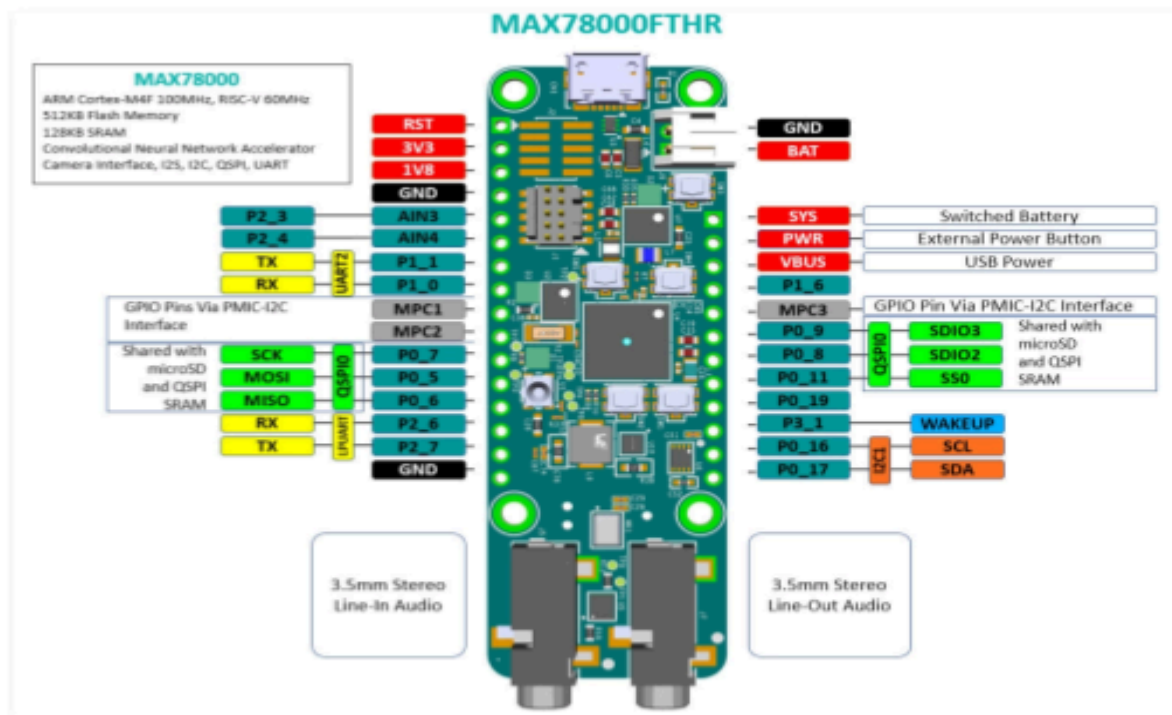 MAX78000FTHR
MAX78000
ARM Cortex-M4F 100MHz, RISC-V 60MHz
512KB Flash Memory
128KB SRAM
Convolutional Neural Network Accelerator
Camera Interface, I2S, I2C, QSPI, UART
RST
3V3
1V8
GND
P2_3 AIN3
P2_4 AIN4
TX UART2 P1_1
RX P1_0
GPIO Pins Via PMIC-I2C
Interface
MPC1
MPC2
Shared with
microSD
and QSPI
SRAM
SCK QSPI0 P0_7
MOSI P0_5
MISO P0_6
RX LPUART P2_6
TX P2_7
GND
GND
BAT
SYS Switched Battery
PWR External Power Button
VBUS USB Power
P1_6
MPC3 GPIO Pin Via PMIC-I2C Interface
P0_9 QSPI0 SDIO3
P0_8 SDIO2
P0_11 SS0
Shared with
microSD
and QSPI
SRAM
P0_19
P3_1 WAKEUP
P0_16 I2C1 SCL
P0_17 SDA
3.5mm Stereo
Line-In Audio
3.5mm Stereo
Line-Out Audio